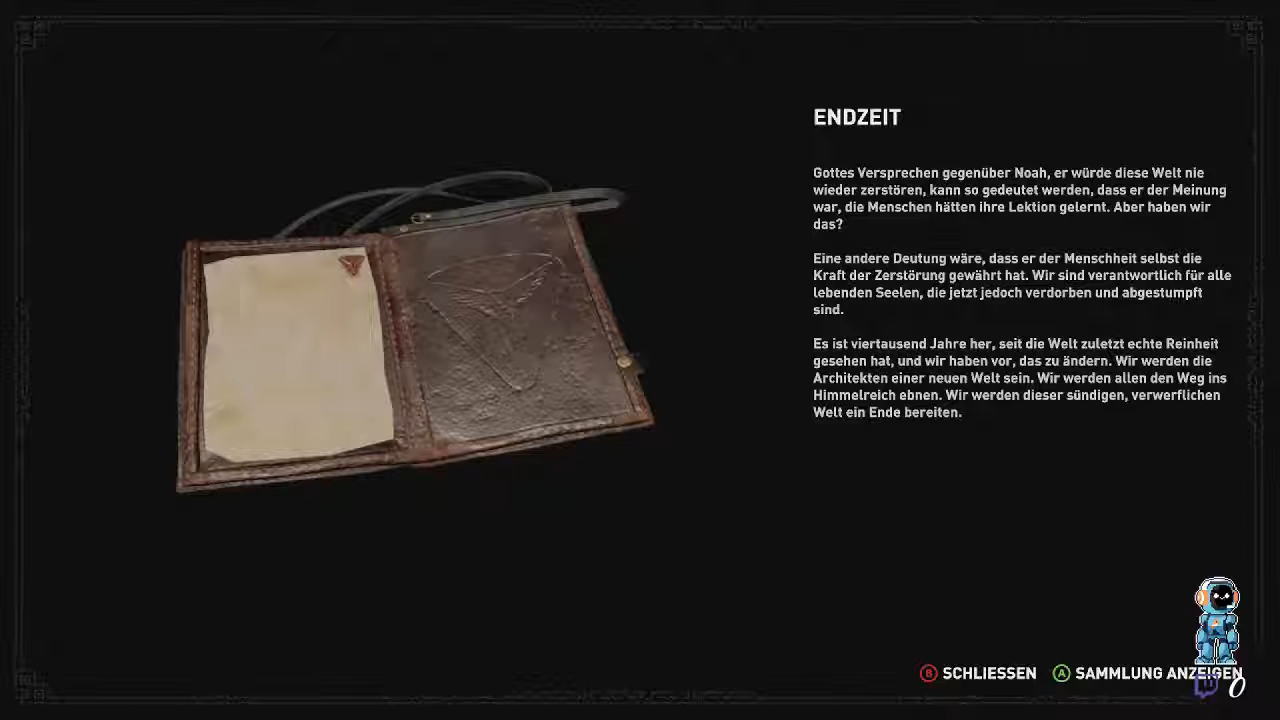 ENDZEIT
Gottes Versprechen gegenüber Noah, er würde diese Welt nie
wieder zerstören, kann so gedeutet werden, dass er der Meinung
war, die Menschen hätten ihre Lektion gelernt. Aber haben wir
das?
Eine andere Deutung wäre, dass er der Menschheit selbst die
Kraft der Zerstörung gewährt hat. Wir sind verantwortlich für alle
lebenden Seelen, die jetzt jedoch verdorben und abgestumpft
sind.
Es ist viertausend Jahre her, seit die Welt zuletzt echte Reinheit
gesehen hat, und wir haben vor, das zu ändern. Wir werden die
Architekten einer neuen Welt sein. Wir werden allen den Weg ins
Himmelreich ebnen. Wir werden dieser sündigen, verwerflichen
Welt ein Ende bereiten.
B SCHLIESSEN A SAMMLUNG ANZEIGEN
0